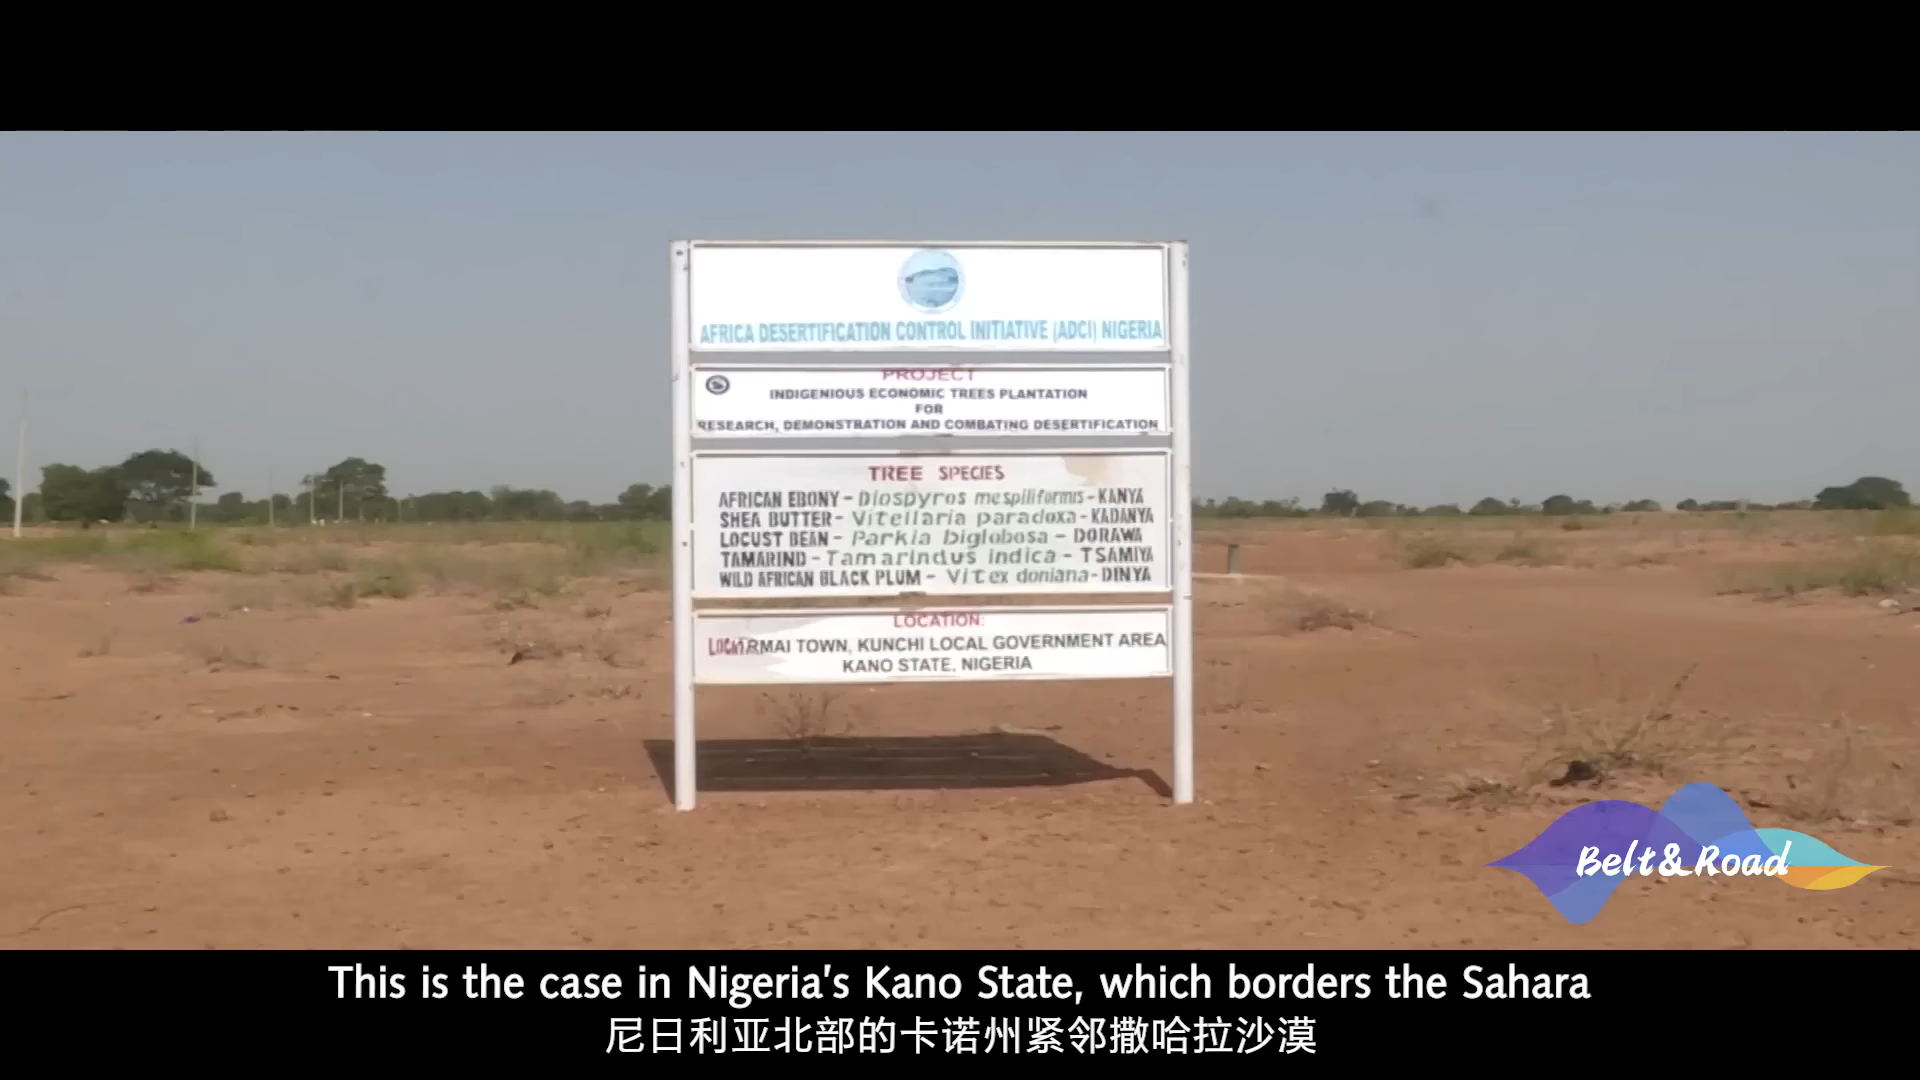 AFRICA DESERTIFICATION CONTROL INITIATIVE (ADCI) NIGERIA
PROJECT
INDIGENIOUS ECONOMIC TREES PLANTATION
FOR
RESEARCH, DEMONSTRATION AND COMBATING DESERTIFICATION
TREE SPECIES
AFRICAN EBONY - Diospyros mespiliformis - KANYA
SHEA BUTTER - Vitellaria paradoxa - KADANYA
LOCUST BEAN - Parkia biglobosa - DORAWA
TAMARIND - Tamarindus indica - TSAMIYA
WILD AFRICAN BLACK PLUM - Vitex doniana - DINYA
LOCATION:
TOWN, KUNCHI LOCAL GOVERNMENT AREA
KANO STATE, NIGERIA
Belt&Road
This is the case in Nigeria's Kano State, which borders the Sahara
尼日利亚北部的卡诺州紧邻撒哈拉沙漠